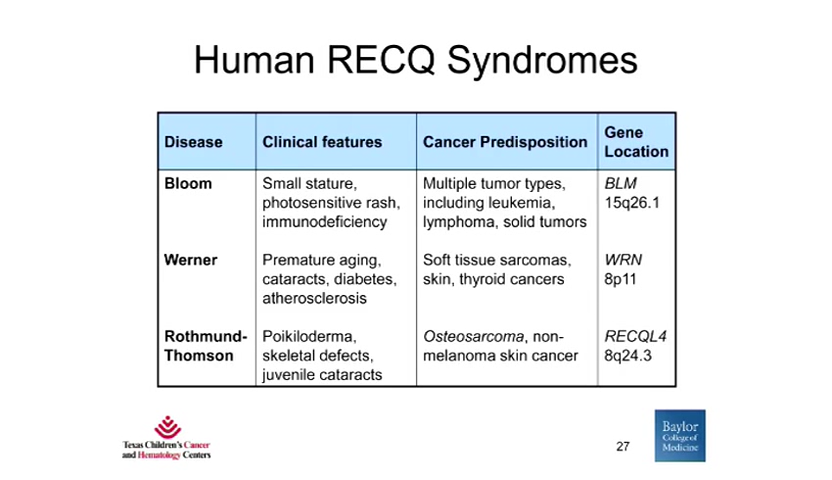 Human RECQ Syndromes
Disease Clinical features Cancer Predisposition Gene Location
Bloom Small stature, Multiple tumor types, BLM
photosensitive rash, including leukemia, 15q26.1
immunodeficiency lymphoma, solid tumors
Werner Premature aging, Soft tissue sarcomas, WRN
cataracts, diabetes, skin, thyroid cancers 8p11
atherosclerosis
Rothmund- Poikiloderma, Osteosarcoma, non- RECQL4
Thomson skeletal defects, melanoma skin cancer 8q24.3
juvenile cataracts
Texas Children's Cancer
and Hematology Centers
27
Baylor
College of
Medicine